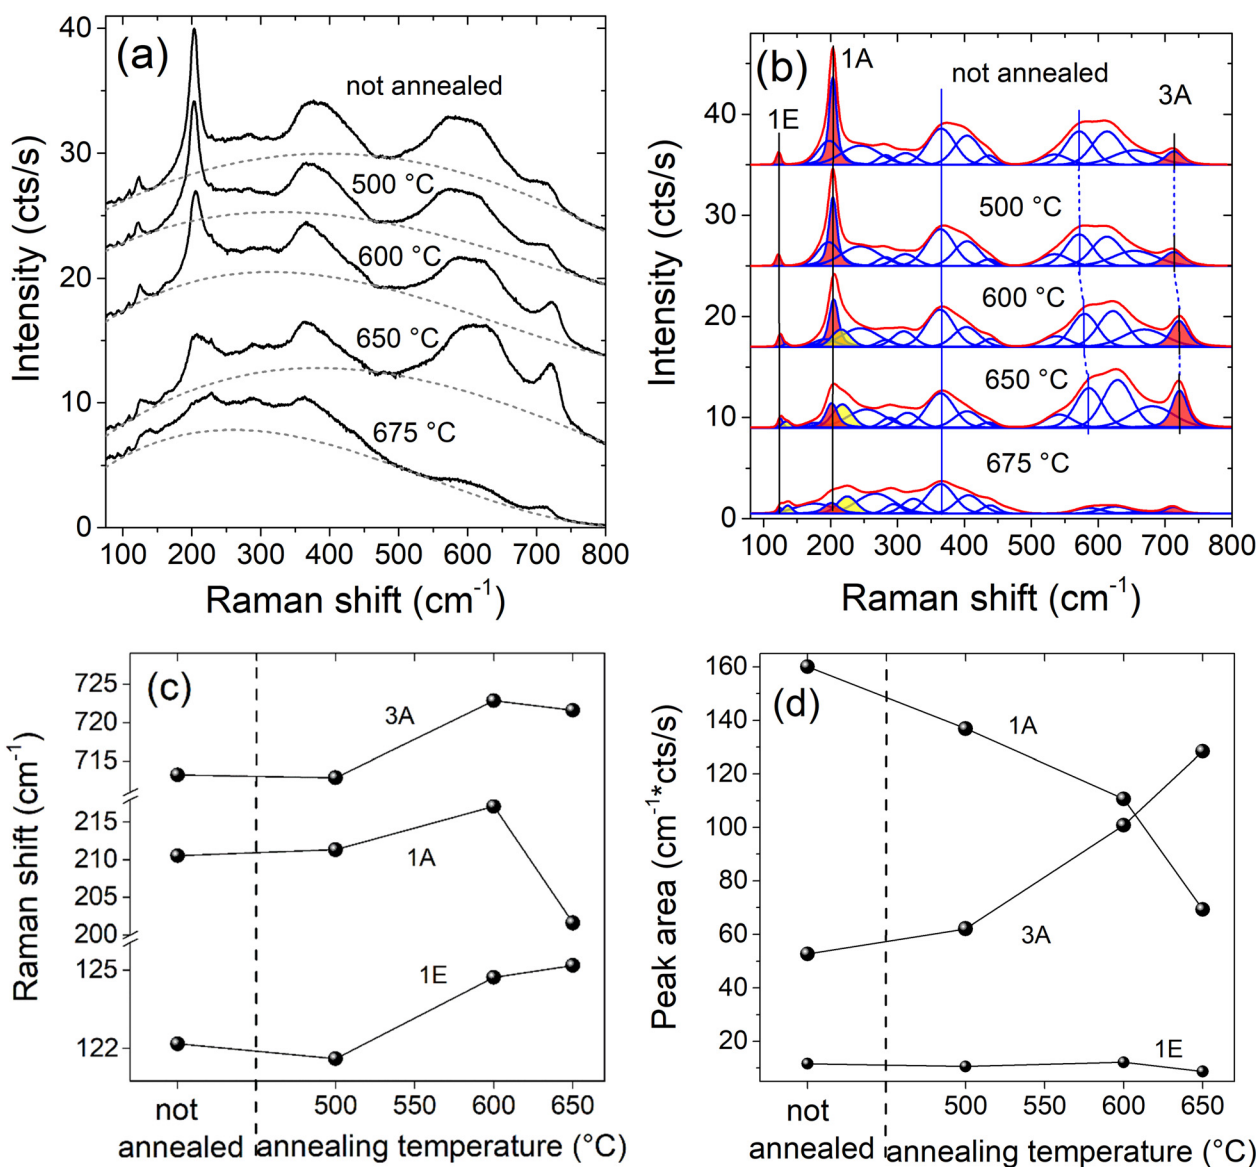 (a)
not annealed
500 °C
600 °C
650 °C
675 °C
40
30
20
10
0
Intensity (cts/s)
100 200 300 400 500 600 700 800
Raman shift (cm-1)
(b)
1E
1A
not annealed
3A
500 °C
600 °C
650 °C
675 °C
40
30
20
10
0
Intensity (cts/s)
100 200 300 400 500 600 700 800
Raman shift (cm-1)
(c)
3A
1A
1E
725
720
715
215
210
205
200
125
122
Raman shift (cm-1)
not
annealed
500 550 600 650
annealing temperature (°C)
(d)
1A
3A
1E
160
140
120
100
80
60
40
20
Peak area (cm-1*cts/s)
not
annealed
500 550 600 650
annealing temperature (°C)